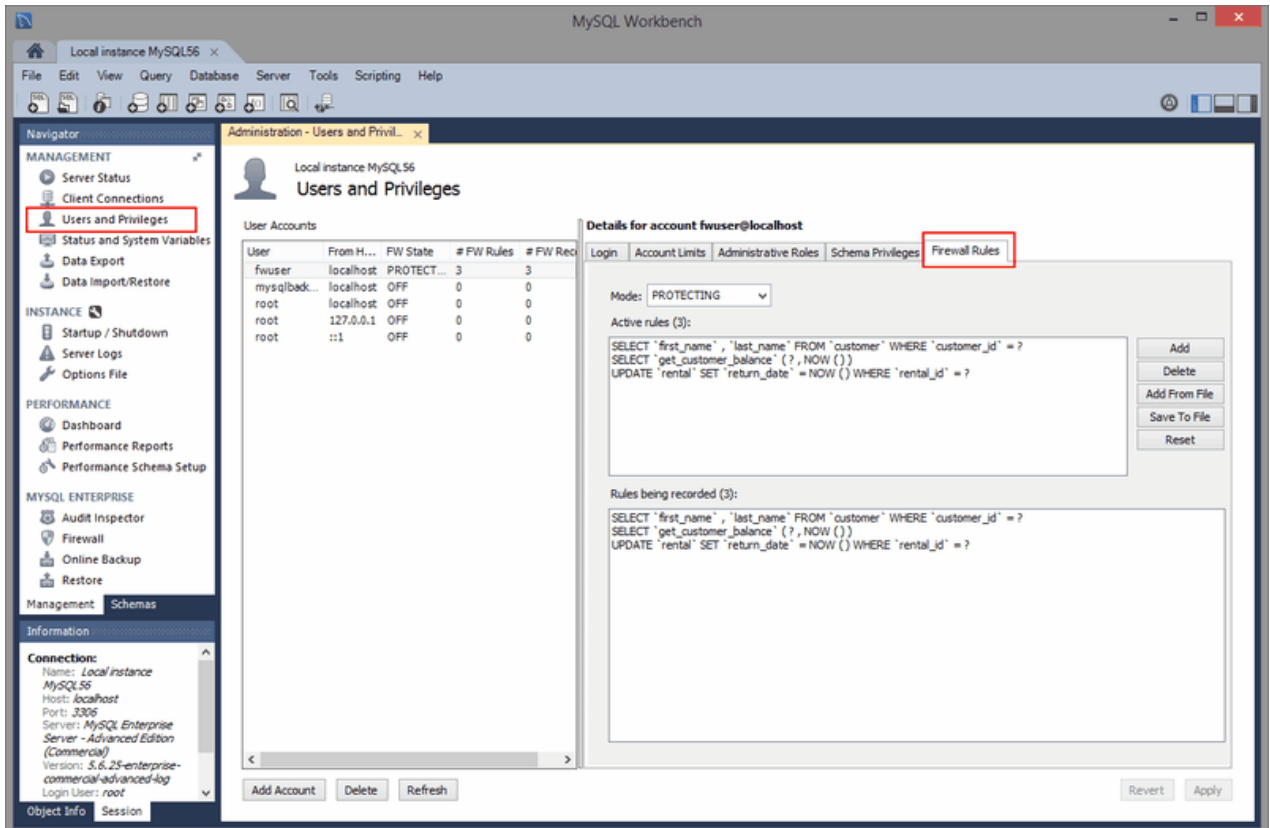 MySQL Workbench
Local instance MySQL56
File Edit View Query Database Server Tools Scripting Help
Navigator
MANAGEMENT
Server Status
Client Connections
Users and Privileges
Status and System Variables
Data Export
Data Import/Restore
INSTANCE
Startup / Shutdown
Server Logs
Options File
PERFORMANCE
Dashboard
Performance Reports
Performance Schema Setup
MYSQL ENTERPRISE
Audit Inspector
Firewall
Online Backup
Restore
Management Schemas
Information
Connection:
Name: Local instance
MySQL56
Host: localhost
Port: 3306
Server: MySQL Enterprise
Server - Advanced Edition
(Commercial)
Version: 5.6.25-enterprise-
commercial-advanced-log
Login User: root
Object Info Session
Administration - Users and Privil...
Local instance MySQL56
Users and Privileges
User Accounts
User From H... FW State # FW Rules # FW Rec
fwuser localhost PROTECT... 3 3
mysqlback... localhost OFF 0 0
root localhost OFF 0 0
root 127.0.0.1 OFF 0 0
root ::1 OFF 0 0
Add Account Delete Refresh
Details for account fwuser@localhost
Login Account Limits Administrative Roles Schema Privileges Firewall Rules
Mode: PROTECTING
Active rules (3):
SELECT `first_name` , `last_name` FROM `customer` WHERE `customer_id` = ?
SELECT `get_customer_balance` ( ? , NOW ( ) )
UPDATE `rental` SET `return_date` = NOW ( ) WHERE `rental_id` = ?
Add
Delete
Add From File
Save To File
Reset
Rules being recorded (3):
SELECT `first_name` , `last_name` FROM `customer` WHERE `customer_id` = ?
SELECT `get_customer_balance` ( ? , NOW ( ) )
UPDATE `rental` SET `return_date` = NOW ( ) WHERE `rental_id` = ?
Revert Apply